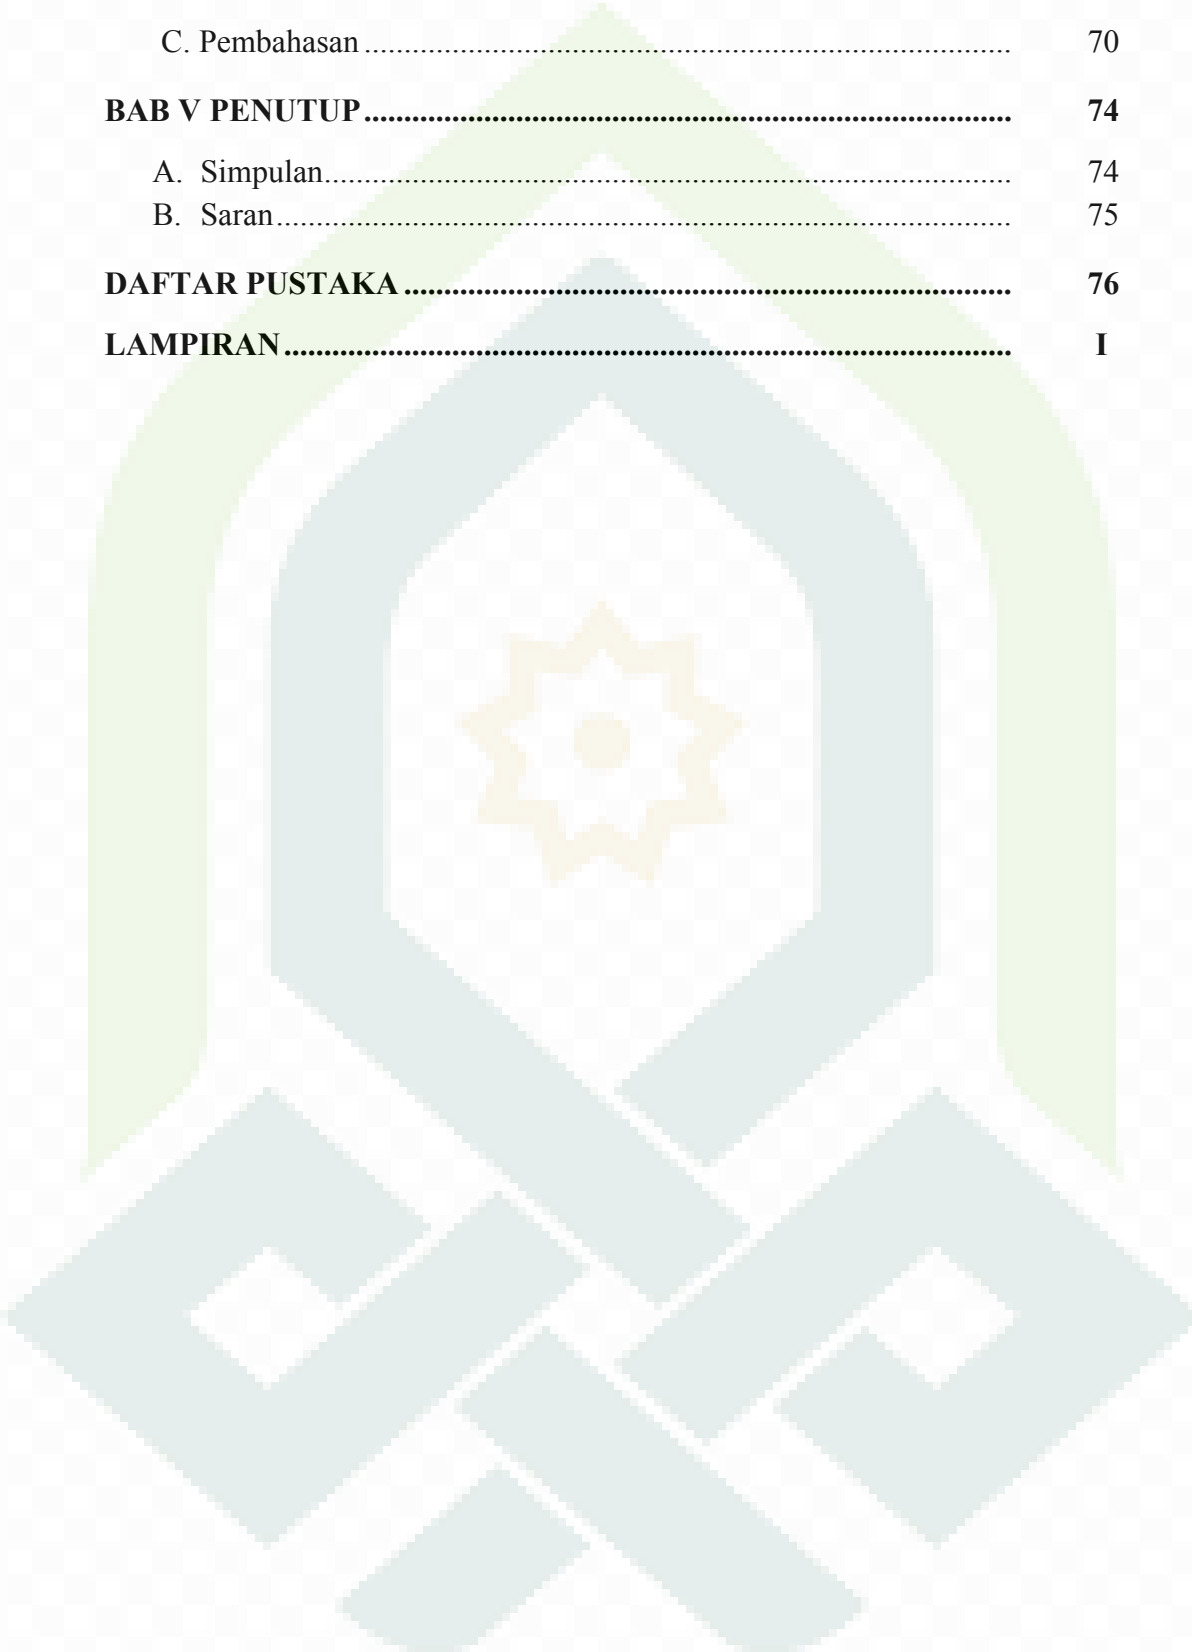 C. Pembahasan ........................................................................ 70
BAB V PENUTUP ........................................................................ 74
A. Simpulan ........................................................................ 74
B. Saran ........................................................................ 75
DAFTAR PUSTAKA ........................................................................ 76
LAMPIRAN ........................................................................ I